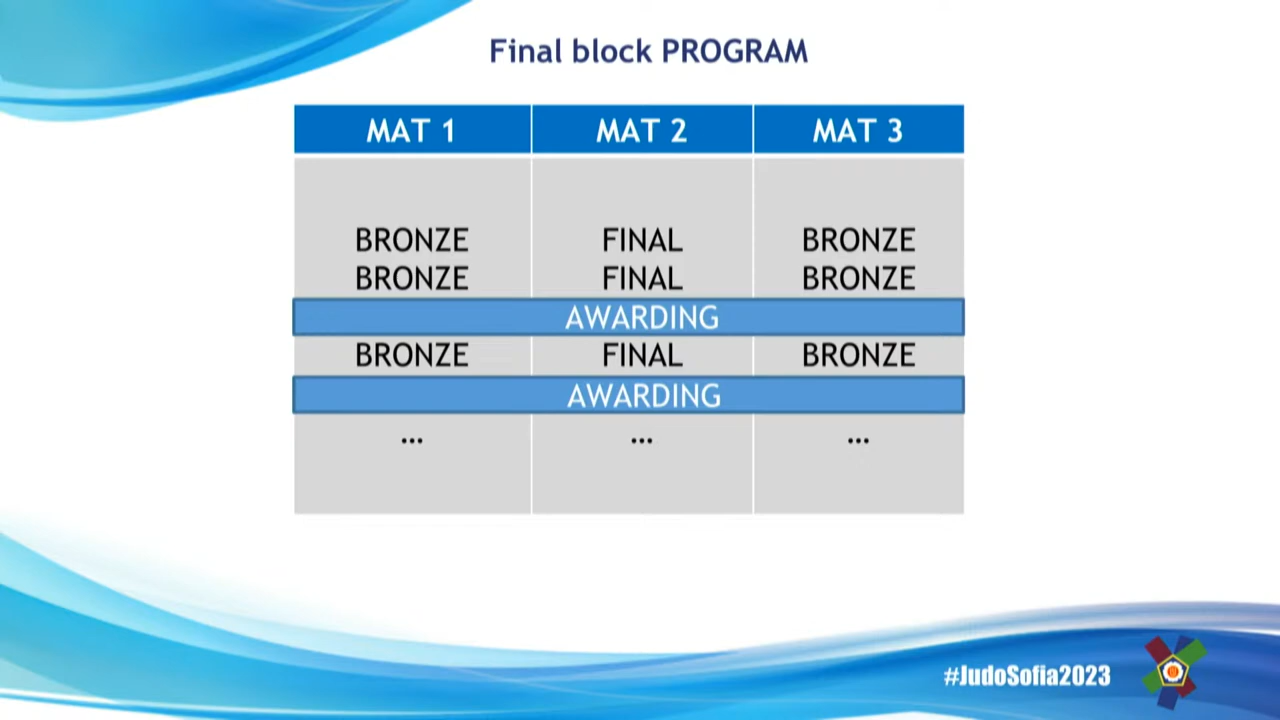 Final block PROGRAM
MAT 1 MAT 2 MAT 3
BRONZE FINAL BRONZE
BRONZE FINAL BRONZE
AWARDING
BRONZE FINAL BRONZE
AWARDING
... ... ...
#JudoSofia2023